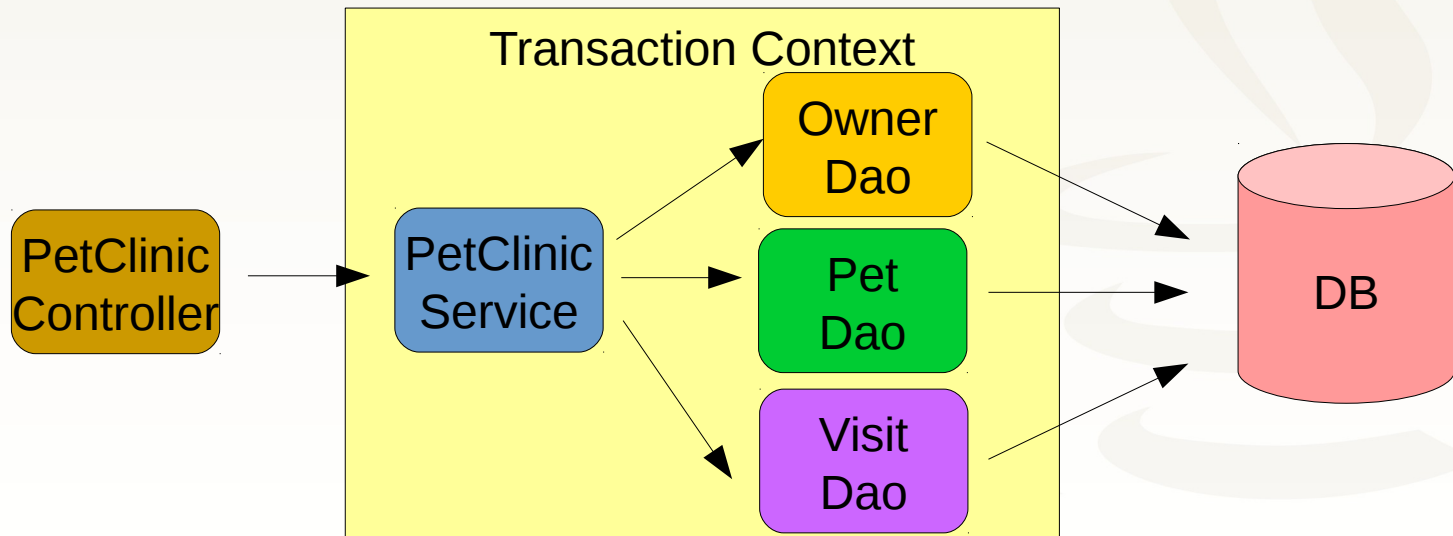 Transaction Context
PetClinic
Controller
PetClinic
Service
Owner
Dao
Pet
Dao
Visit
Dao
DB